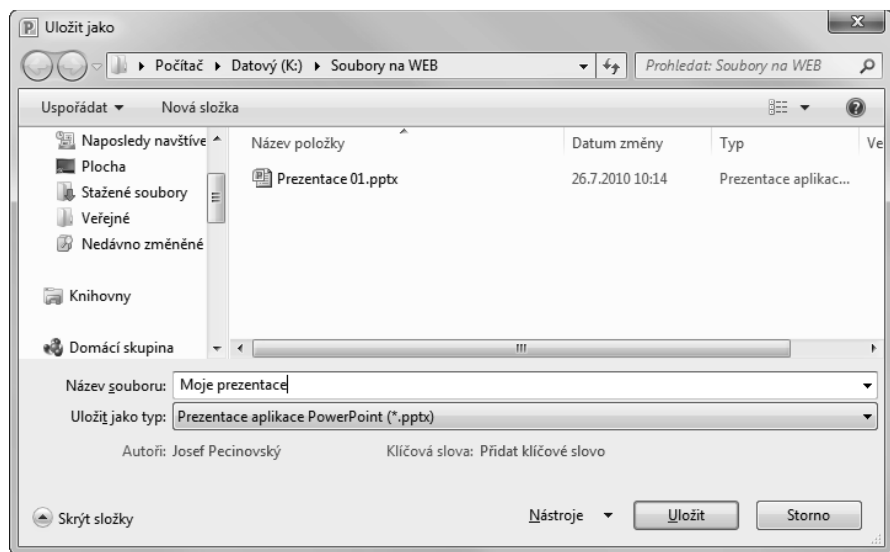 Uložit jako
Počítač Datový (K:) Soubory na WEB Prohledat: Soubory na WEB
Uspořádat Nová složka
Naposledy navštíve
Plocha
Stažené soubory
Veřejné
Nedávno změněné
Knihovny
Domácí skupina
Název položky Datum změny Typ Ve
Prezentace 01.pptx 26.7.2010 10:14 Prezentace aplikac...
Název souboru: Moje prezentace
Uložit jako typ: Prezentace aplikace PowerPoint (*.pptx)
Autoři: Josef Pecinovský Klíčová slova: Přidat klíčové slovo
Skrýt složky Nástroje Uložit Storno